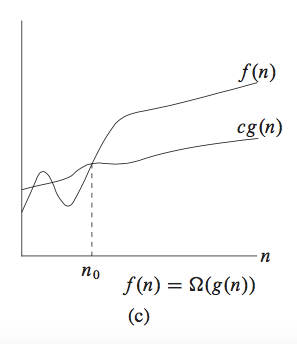 f(n)
cg(n)
n
n₀
f(n) = Ω(g(n))
(c)